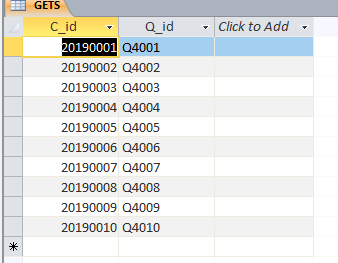 GETS
C_id Q_id Click to Add
20190001 Q4001
20190002 Q4002
20190003 Q4003
20190004 Q4004
20190005 Q4005
20190006 Q4006
20190007 Q4007
20190008 Q4008
20190009 Q4009
20190010 Q4010